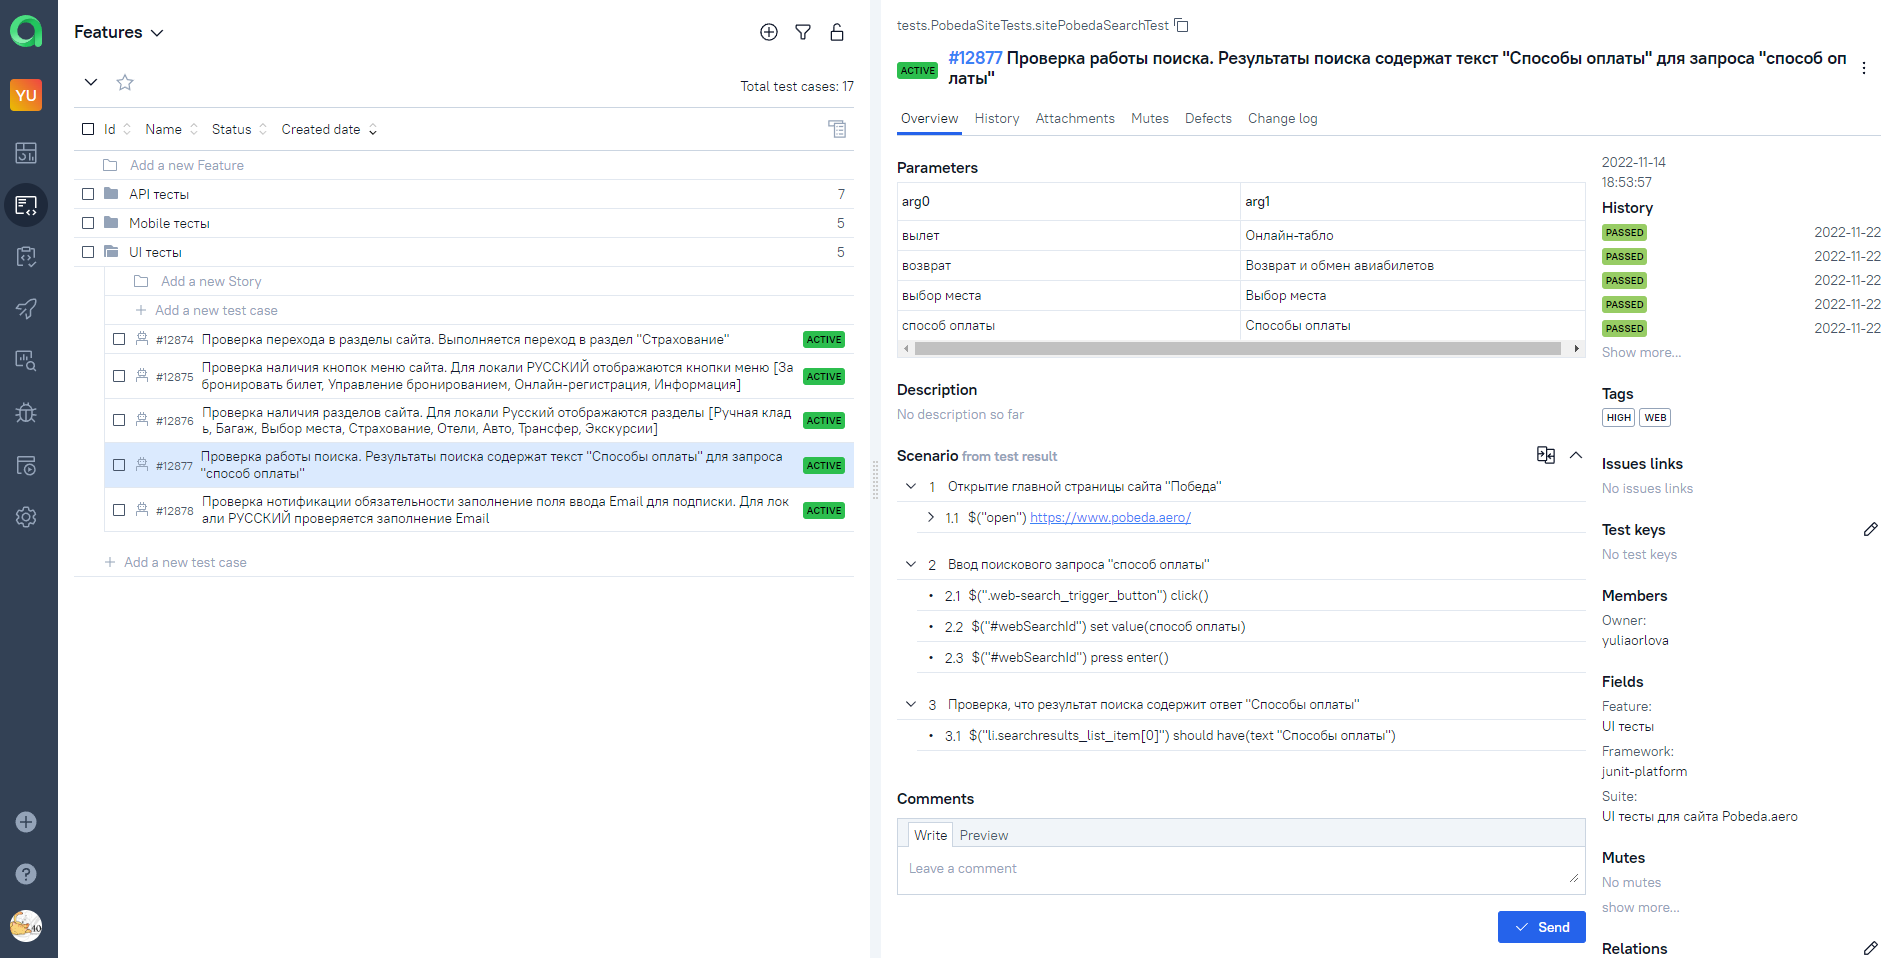 YU
Features
Total test cases: 17
Id Name Status Created date
Add a new Feature
API тесты 7
Mobile тесты 5
UI тесты 5
Add a new Story
Add a new test case
#12874 Проверка перехода в разделы сайта. Выполняется переход в раздел "Страхование" ACTIVE
#12875 Проверка наличия кнопок меню сайта. Для локали РУССКИЙ отображаются кнопки меню [За
бронировать билет, Управление бронированием, Онлайн-регистрация, Информация] ACTIVE
#12876 Проверка наличия разделов сайта. Для локали Русский отображаются разделы [Ручная клад
ь, Багаж, Выбор места, Страхование, Отели, Авто, Трансфер, Экскурсии] ACTIVE
#12877 Проверка работы поиска. Результаты поиска содержат текст "Способы оплаты" для запроса
"способ оплаты" ACTIVE
#12878 Проверка нотификации обязательности заполнение поля ввода Email для подписки. Для лок
али РУССКИЙ проверяется заполнение Email ACTIVE
Add a new test case
40
tests.PobedaSiteTests.sitePobedaSearchTest
ACTIVE #12877 Проверка работы поиска. Результаты поиска содержат текст "Способы оплаты" для запроса "способ оп
латы"
Overview History Attachments Mutes Defects Change log
Parameters
arg0 arg1
вылет Онлайн-табло
возврат Возврат и обмен авиабилетов
выбор места Выбор места
способ оплаты Способы оплаты
Description
No description so far
Scenario from test result
1 Открытие главной страницы сайта "Победа"
1.1 $("open") https://www.pobeda.aero/
2 Ввод поискового запроса "способ оплаты"
2.1 $(".web-search_trigger_button") click()
2.2 $("#webSearchId") set value(способ оплаты)
2.3 $("#webSearchId") press enter()
3 Проверка, что результат поиска содержит ответ "Способы оплаты"
3.1 $("li.searchresults_list_item[0]") should have(text "Способы оплаты")
Comments
Write Preview
Leave a comment
Send
2022-11-14
18:53:57
History
PASSED 2022-11-22
PASSED 2022-11-22
PASSED 2022-11-22
PASSED 2022-11-22
PASSED 2022-11-22
Show more...
Tags
HIGH WEB
Issues links
No issues links
Test keys
No test keys
Members
Owner:
yuliaorlova
Fields
Feature:
UI тесты
Framework:
junit-platform
Suite:
UI тесты для сайта Pobeda.aero
Mutes
No mutes
show more...
Relations